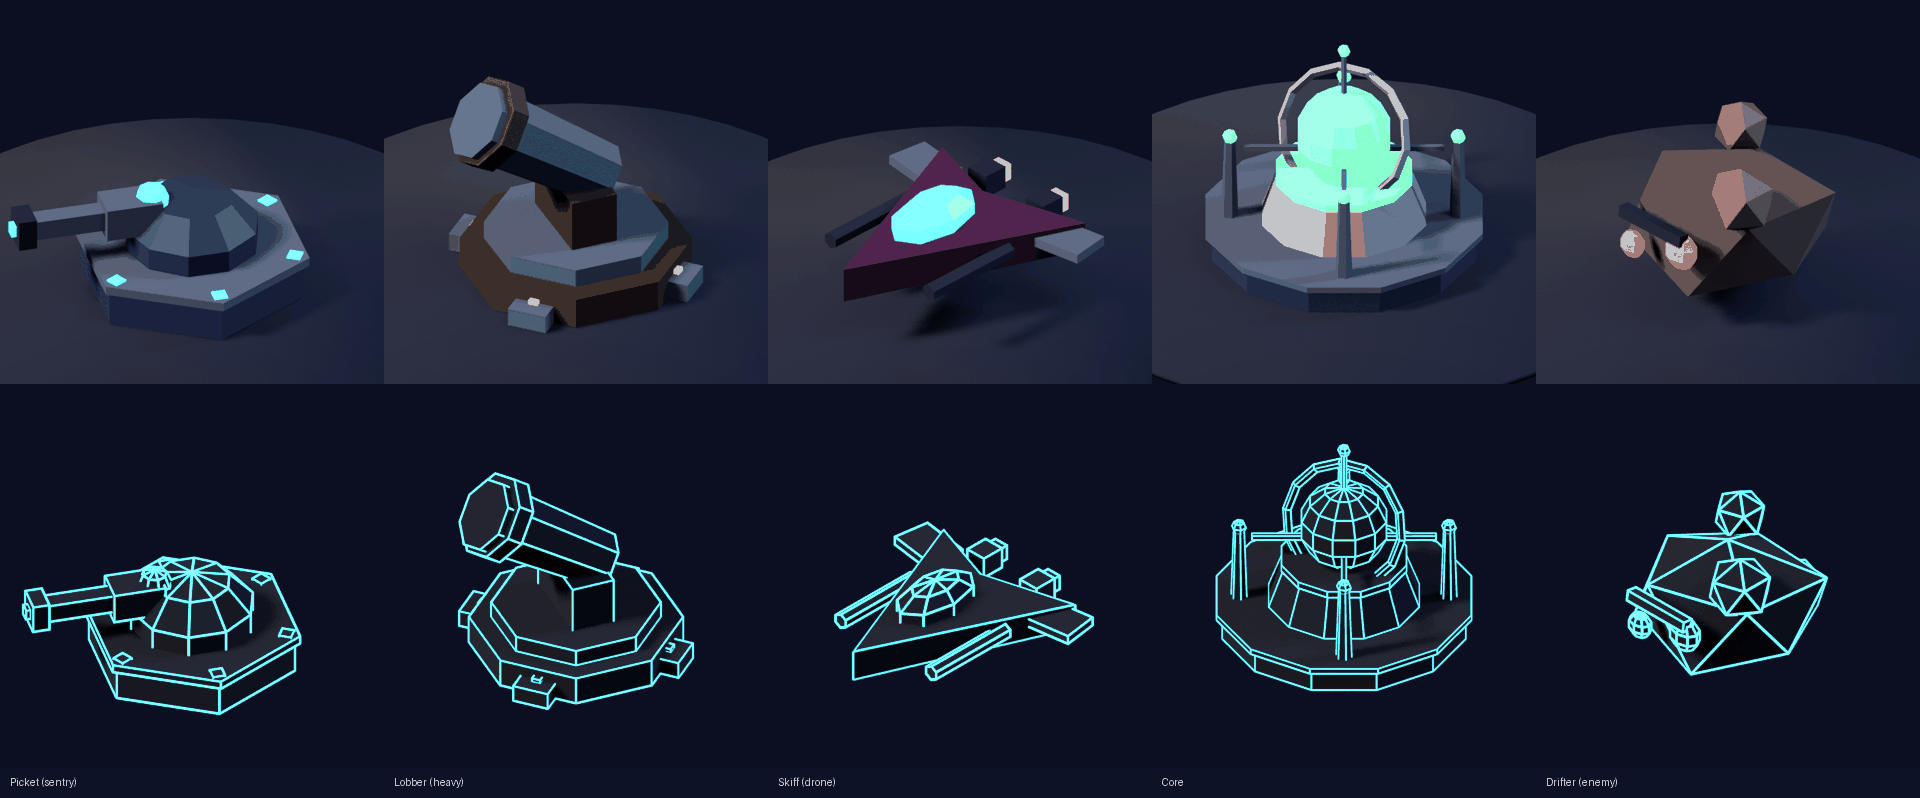 Picket (sentry)
Lobber (heavy)
Skiff (drone)
Core
Drifter (enemy)